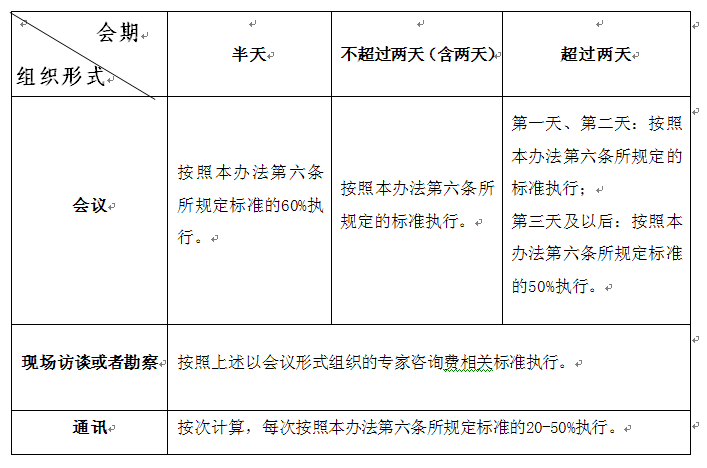 会期
组织形式
半天
不超过两天（含两天）
超过两天
会议
按照本办法第六条
所规定标准的60%执
行。
按照本办法第六条所
规定的标准执行。
第一天、第二天：按照
本办法第六条所规定的
标准执行；
第三天及以后：按照本
办法第六条所规定标准
的50%执行。
现场访谈或者勘察
按照上述以会议形式组织的专家咨询费相关标准执行。
通讯
按次计算，每次按照本办法第六条所规定标准的20-50%执行。